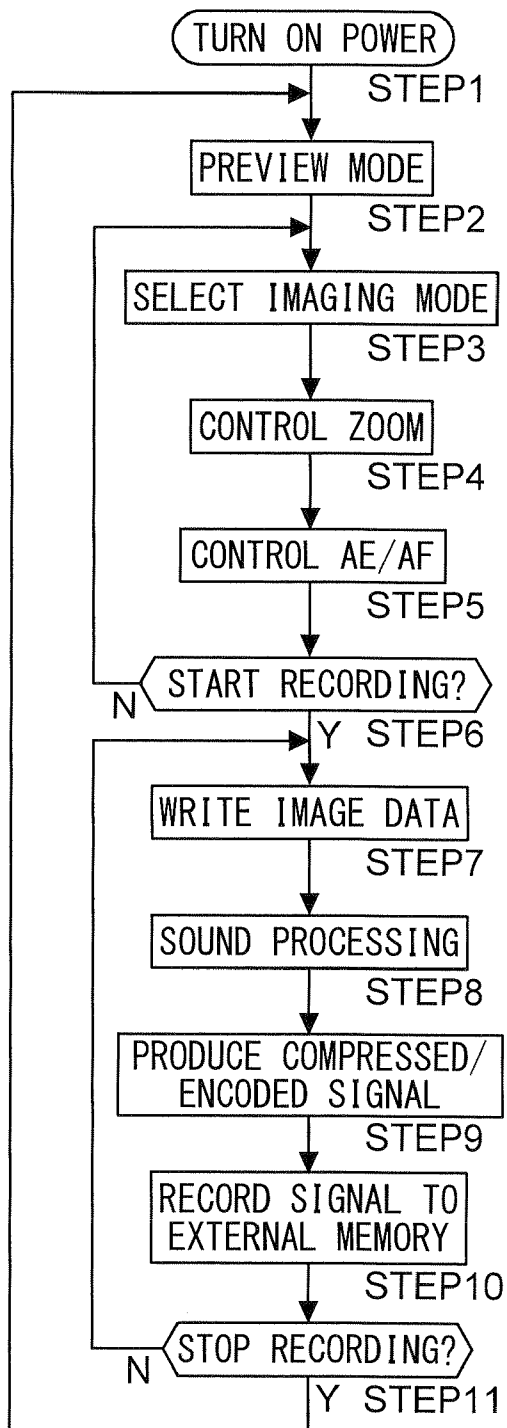 TURN ON POWER
STEP1
PREVIEW MODE
STEP2
SELECT IMAGING MODE
STEP3
CONTROL ZOOM
STEP4
CONTROL AE/AF
STEP5
START RECORDING?
N
Y STEP6
WRITE IMAGE DATA
STEP7
SOUND PROCESSING
STEP8
PRODUCE COMPRESSED/
ENCODED SIGNAL
STEP9
RECORD SIGNAL TO
EXTERNAL MEMORY
STEP10
STOP RECORDING?
N
Y STEP11